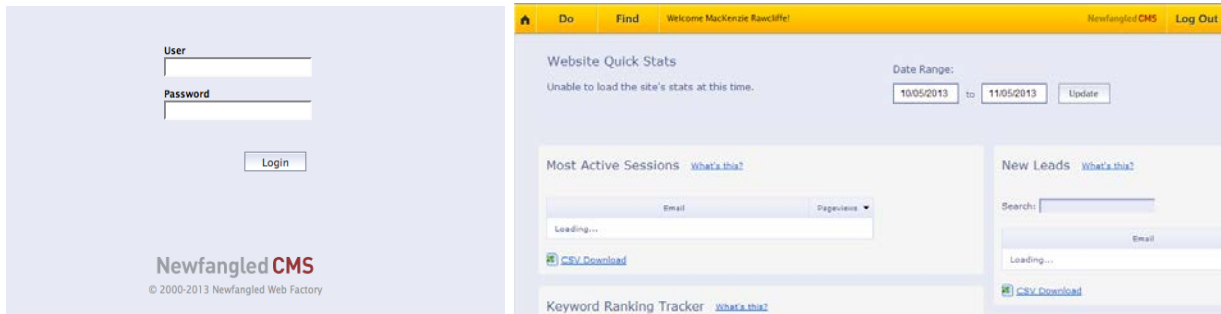 User
Password
Login
Newfangled CMS
© 2000-2013 Newfangled Web Factory
Do Find Welcome MacKenzie Rawcliffe! Newfangled CMS Log Out
Website Quick Stats
Unable to load the site's stats at this time.
Date Range:
10/05/2013 to 11/05/2013 Update
Most Active Sessions What's this?
Email Pageviews
Loading...
CSV Download
Keyword Ranking Tracker What's this?
New Leads What's this?
Search:
Email
Loading...
CSV Download